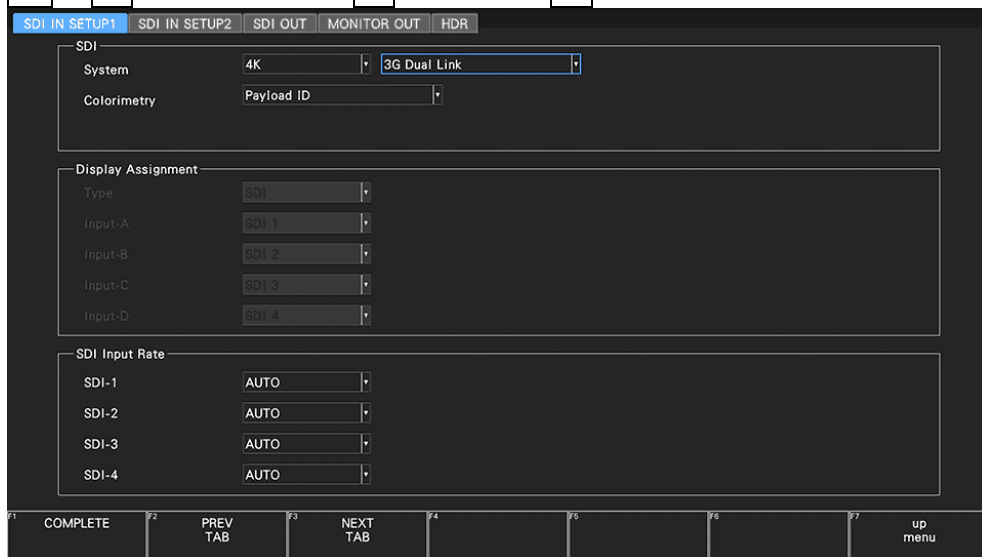 SDI IN SETUP1 SDI IN SETUP2 SDI OUT MONITOR OUT HDR
SDI
System 4K 3G Dual Link
Colorimetry Payload ID
Display Assignment
Type SDI
Input-A SDI 1
Input-B SDI 2
Input-C SDI 3
Input-D SDI 4
SDI Input Rate
SDI-1 AUTO
SDI-2 AUTO
SDI-3 AUTO
SDI-4 AUTO
F1 COMPLETE F2 PREV F3 NEXT F4 F5 F6 F7 up
TAB TAB menu